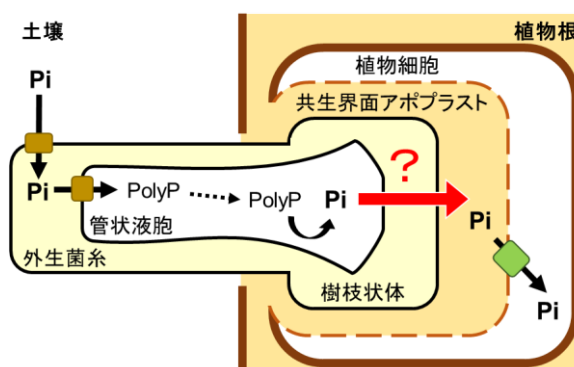 土壌
植物根
植物細胞
共生界面アポプラスト
Pi
?
Pi
PolyP
PolyP
Pi
Pi
管状液胞
外生菌糸
樹枝状体
Pi